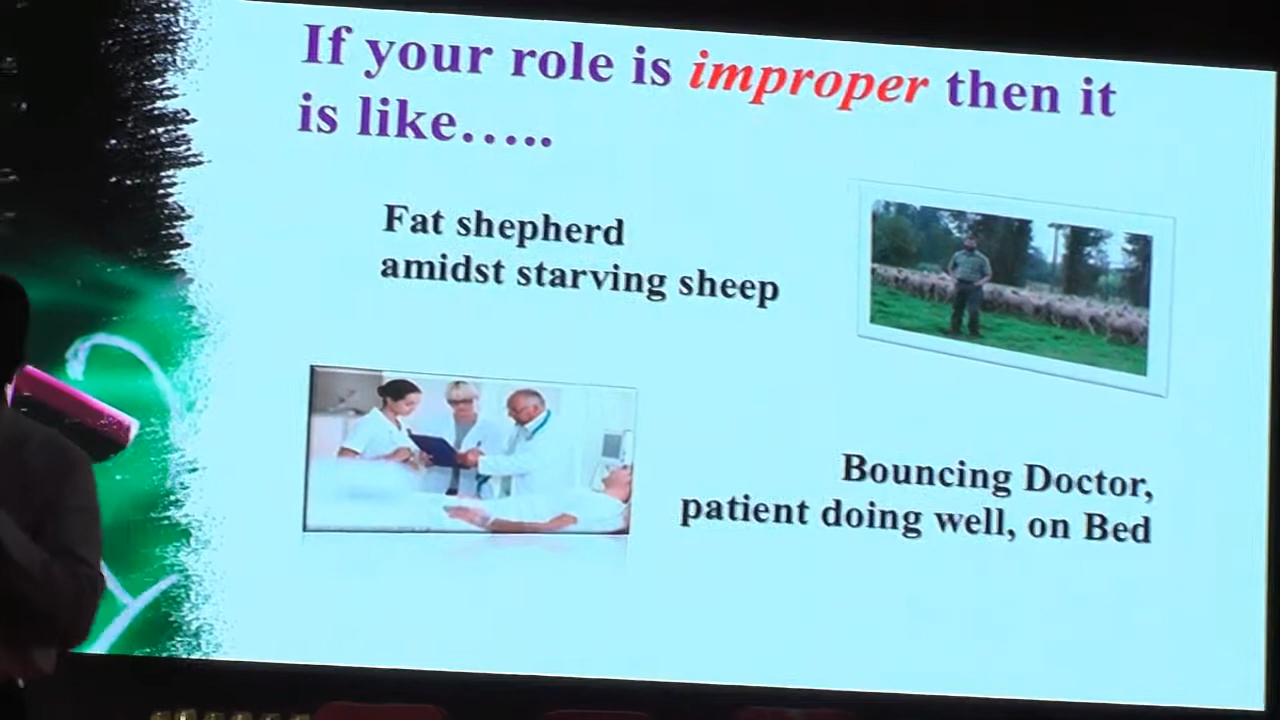 If your role is improper then it
is like.....
Fat shepherd
amidst starving sheep
Bouncing Doctor,
patient doing well, on Bed